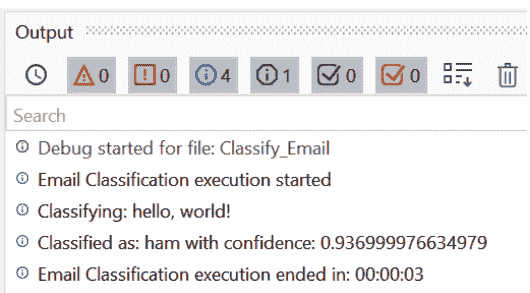 Output
0 0 4 1 0 0
Search
Debug started for file: Classify_Email
Email Classification execution started
Classifying: hello, world!
Classified as: ham with confidence: 0.936999976634979
Email Classification execution ended in: 00:00:03